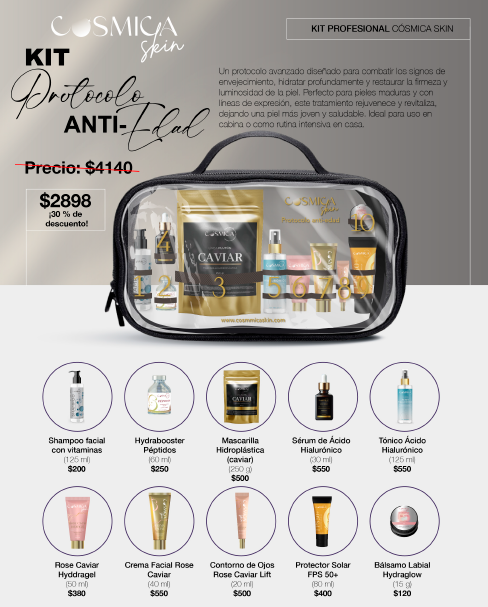 COSMICA
Skin
KIT PROFESIONAL COSMICA SKIN
KIT
Protocolo
ANTI-Edad
Un protocolo avanzado diseñado para combatir los signos de
envejecimiento, hidratar profundamente y restaurar la firmeza y
luminosidad de la piel. Perfecto para pieles maduras y con
líneas de expresión, este tratamiento rejuvenece y revitaliza,
dejando una piel más joven y saludable. Ideal para uso en
cabina o como rutina intensiva en casa.
Precio: $4140
$2898
¡30 % de
descuento!
COSMICA
Skin
Protocolo anti-edad
COSMICA
CAVIAR
1 2 3 4 5 6 7 8 9 10
www.cosmmicaskin.com
Shampoo facial
con vitaminas
(125 ml)
$200
Hydrabooster
Péptidos
(60 ml)
$250
Mascarilla
Hidroplástica
(caviar)
(250 g)
$500
Sérum de Ácido
Hialurónico
(30 ml)
$550
Tónico Ácido
Hialurónico
(125 ml)
$550
Rose Caviar
Hyddragel
(50 ml)
$380
Crema Facial Rose
Caviar
(40 ml)
$550
Contorno de Ojos
Rose Caviar Lift
(20 ml)
$500
Protector Solar
FPS 50+
(80 ml)
$400
Bálsamo Labial
Hydraglow
(15 g)
$120